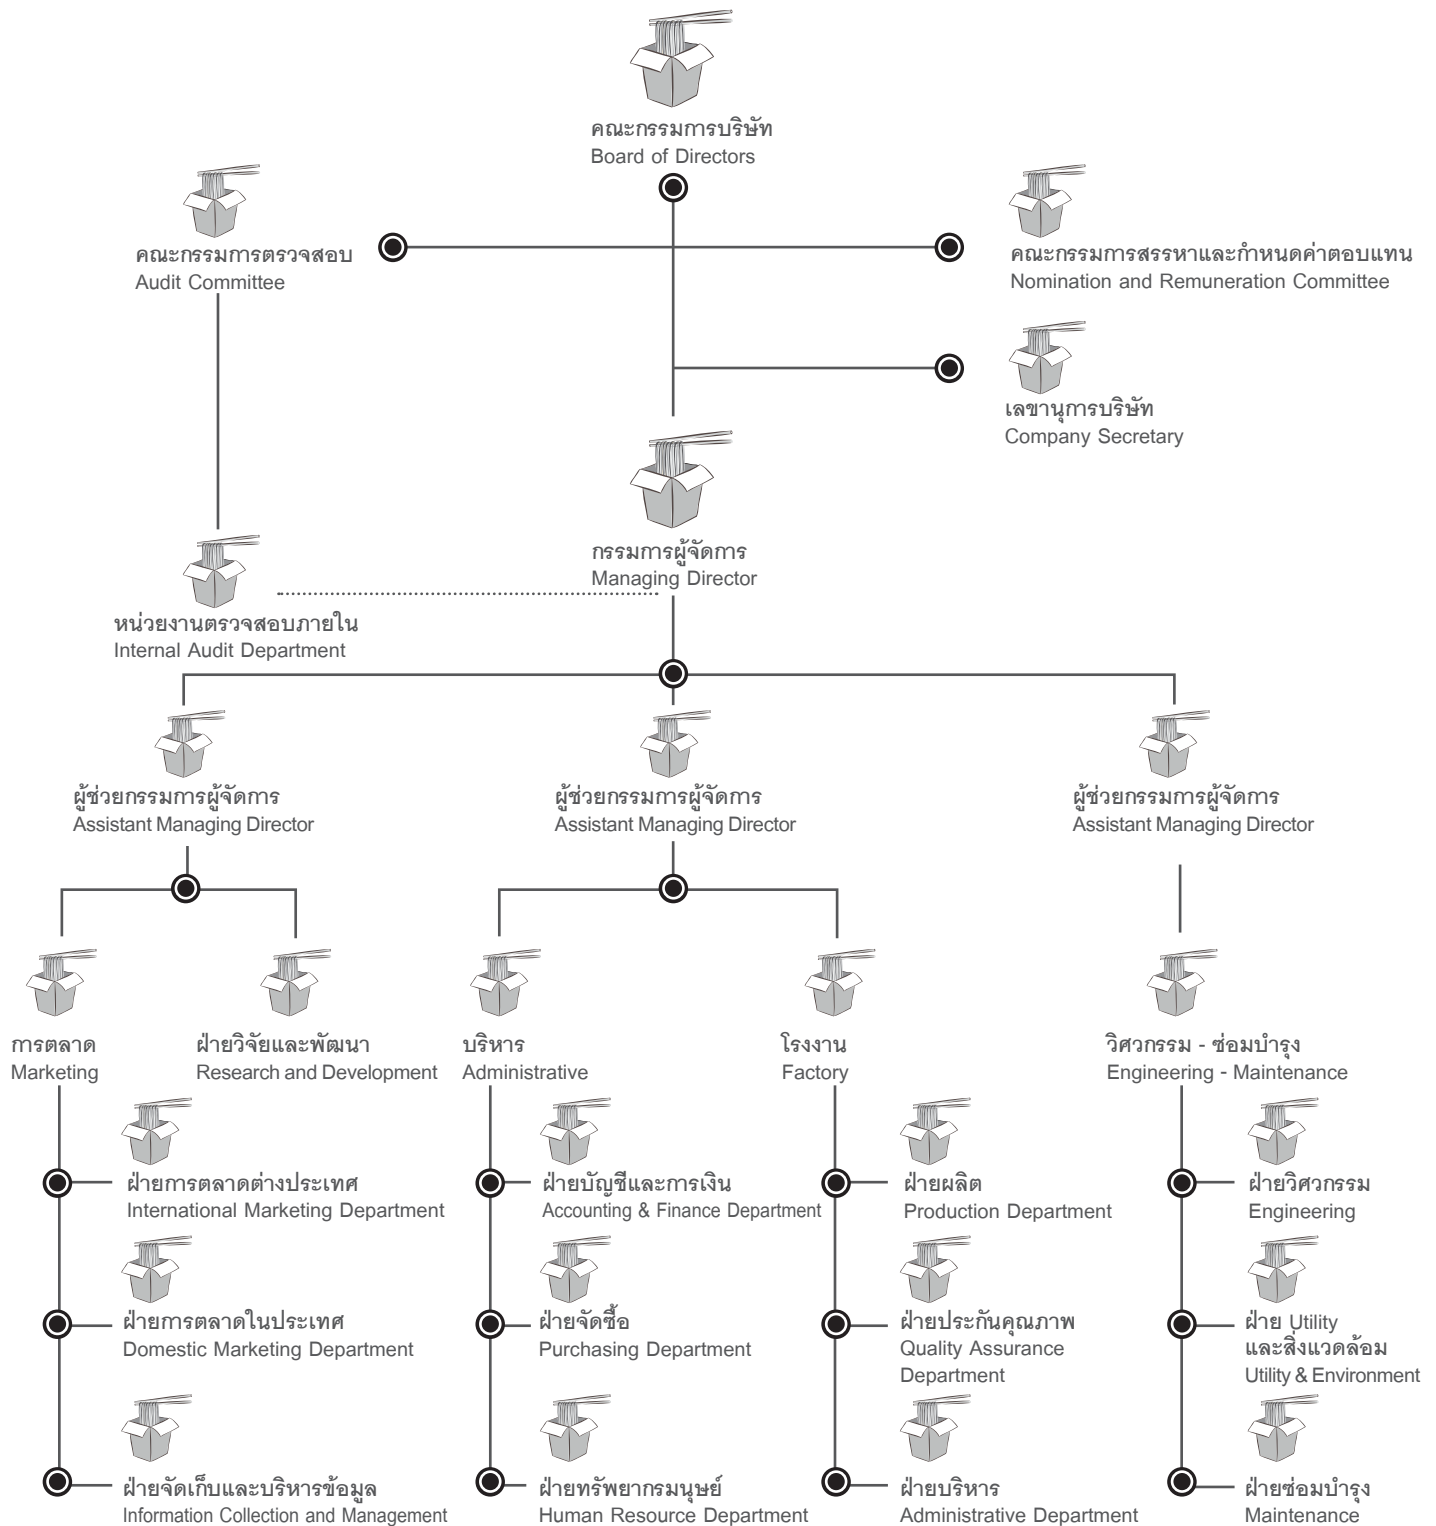 คณะกรรมการบริษัท
Board of Directors
คณะกรรมการตรวจสอบ
Audit Committee
คณะกรรมการสรรหาและกำหนดค่าตอบแทน
Nomination and Remuneration Committee
เลขานุการบริษัท
Company Secretary
กรรมการผู้จัดการ
Managing Director
หน่วยงานตรวจสอบภายใน
Internal Audit Department
ผู้ช่วยกรรมการผู้จัดการ
Assistant Managing Director
ผู้ช่วยกรรมการผู้จัดการ
Assistant Managing Director
ผู้ช่วยกรรมการผู้จัดการ
Assistant Managing Director
การตลาด
Marketing
ฝ่ายวิจัยและพัฒนา
Research and Development
บริหาร
Administrative
โรงงาน
Factory
วิศวกรรม - ซ่อมบำรุง
Engineering - Maintenance
ฝ่ายการตลาดต่างประเทศ
International Marketing Department
ฝ่ายบัญชีและการเงิน
Accounting & Finance Department
ฝ่ายผลิต
Production Department
ฝ่ายวิศวกรรม
Engineering
ฝ่ายการตลาดในประเทศ
Domestic Marketing Department
ฝ่ายจัดซื้อ
Purchasing Department
ฝ่ายประกันคุณภาพ
Quality Assurance
Department
ฝ่าย Utility
และสิ่งแวดล้อม
Utility & Environment
ฝ่ายจัดเก็บและบริหารข้อมูล
Information Collection and Management
ฝ่ายทรัพยากรมนุษย์
Human Resource Department
ฝ่ายบริหาร
Administrative Department
ฝ่ายซ่อมบำรุง
Maintenance